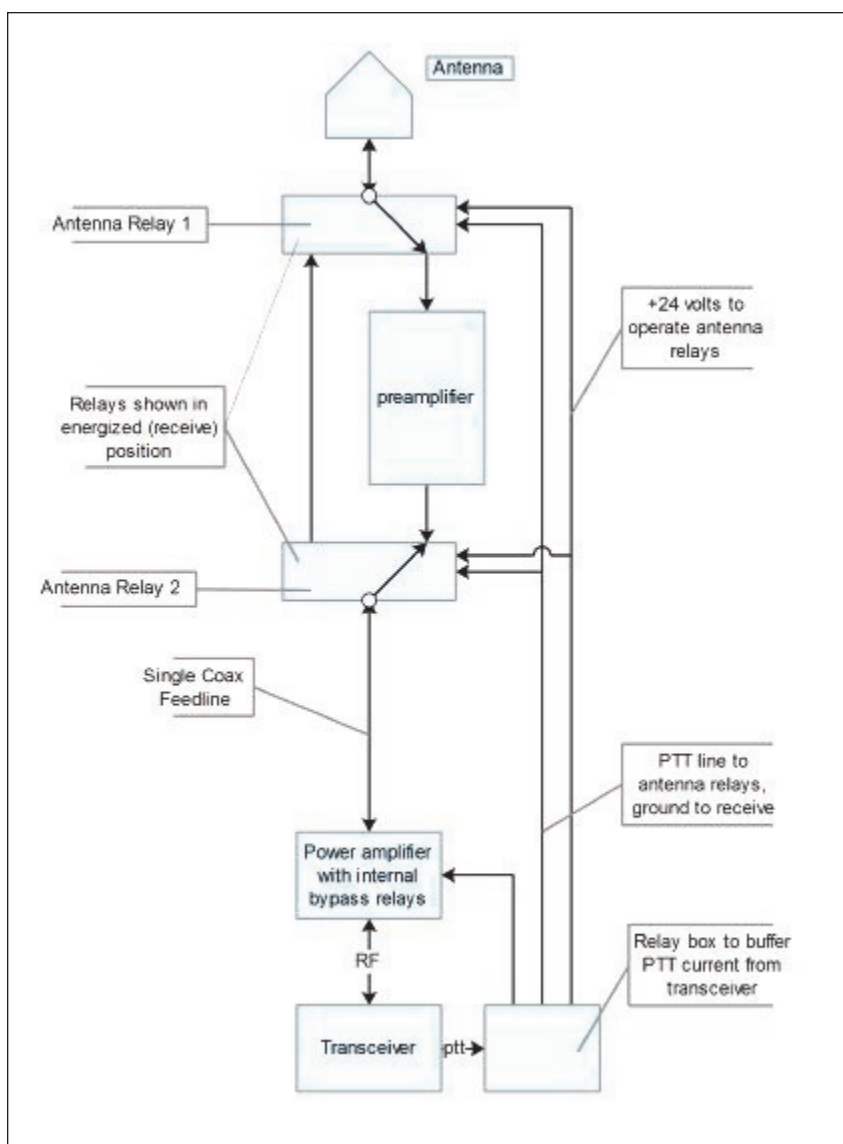 Antenna
Antenna Relay 1
+24 volts to
operate antenna
relays
preamplifier
Relays shown in
energized (receive)
position
Antenna Relay 2
Single Coax
Feedline
PTT line to
antenna relays,
ground to receive
Power amplifier
with internal
bypass relays
RF
Relay box to buffer
PTT current from
transceiver
Transceiver
ptt